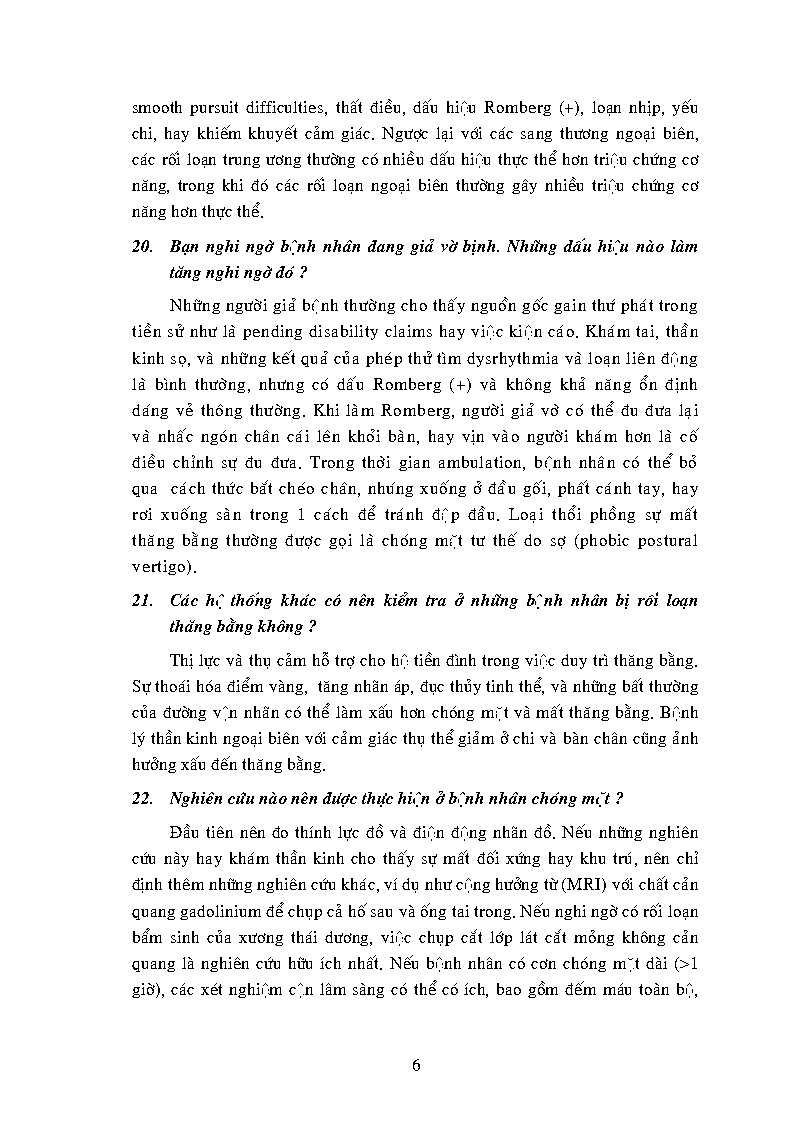 smooth pursuit difficulties, thất điều, dấu hiệu Romberg (+), loạn nhịp, yếu
chi, hay khiếm khuyết cảm giác. Ngược lại với các sang thương ngoại biên,
các rối loạn trung ương thường có nhiều dấu hiệu thực thể hơn triệu chứng cơ
năng, trong khi đó các rối loạn ngoại biên thường gây nhiều triệu chứng cơ
năng hơn thực thể.
20. Bạn nghi ngờ bệnh nhân đang giả vờ bịnh. Những dấu hiệu nào làm
tăng nghi ngờ đó ?
Những người giả bệnh thường cho thấy nguồn gốc gain thứ phát trong
tiền sử như là pending disability claims hay việc kiện cáo. Khám tai, thần
kinh sọ, và những kết quả của phép thử tìm dysrhythmia và loạn liên động
là bình thường, nhưng có dấu Romberg (+) và không khả năng ổn định
dáng vẻ thông thường. Khi làm Romberg, người giả vờ có thể đu đưa lại
và nhấc ngón chân cái lên khỏi bàn, hay vịn vào người khám hơn là cố
điều chỉnh sự đu đưa. Trong thời gian ambulation, bệnh nhân có thể bỏ
qua cách thức bắt chéo chân, nhưng xuống ở đầu gối, phất cánh tay, hay
rơi xuống sàn trong 1 cách để tránh đập đầu. Loại thổi phồng sự mất
thăng bằng thường được gọi là chóng mặt tư thế do sợ (phobic postural
vertigo).
21. Các hệ thống khác có nên kiểm tra ở những bệnh nhân bị rối loạn
thăng bằng không ?
Thị lực và thụ cảm hỗ trợ cho hệ tiền đình trong việc duy trì thăng bằng.
Sự thoái hóa điểm vàng, tăng nhãn áp, đục thủy tinh thể, và những bất thường
của đường vận nhãn có thể làm xấu hơn chóng mặt và mất thăng bằng. Bệnh
lý thần kinh ngoại biên với cảm giác thụ thể giảm ở chi và bàn chân cũng ảnh
hưởng xấu đến thăng bằng.
22. Nghiên cứu nào nên được thực hiện ở bệnh nhân chóng mặt ?
Đầu tiên nên đo thính lực đồ và điện động nhãn đồ. Nếu những nghiên
cứu này hay khám thần kinh cho thấy sự mất đối xứng hay khu trú, nên chỉ
định thêm những nghiên cứu khác, ví dụ như cộng hưởng từ (MRI) với chất cản
quang gadolinium để chụp cả hố sau và ống tai trong. Nếu nghi ngờ có rối loạn
bẩm sinh của xương thái dương, việc chụp cắt lớp lát cắt mỏng không cản
quang là nghiên cứu hữu ích nhất. Nếu bệnh nhân có cơn chóng mặt dài (>1
giờ), các xét nghiệm cận lâm sàng có thể có ích, bao gồm đếm máu toàn bộ,
6